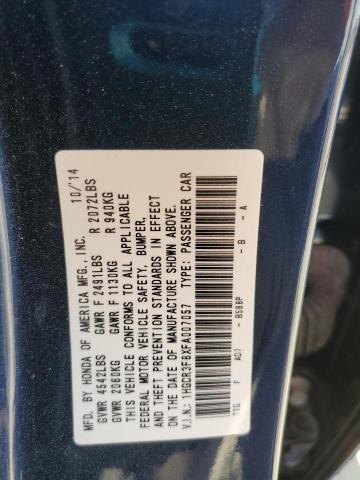 MFD. BY HONDA OF AMERICA MFG., INC. 10/'14
GVWR 4542LBS GAWR F 2491LBS R 2072LBS
GVWR 2060KG GAWR F 1130KG R 940KG
THIS VEHICLE CONFORMS TO ALL APPLICABLE
FEDERAL MOTOR VEHICLE SAFETY, BUMPER,
AND THEFT PREVENTION STANDARDS IN EFFECT
ON THE DATE OF MANUFACTURE SHOWN ABOVE.
V.I.N.: 1HGCR3F8XFA007057 TYPE: PASSENGER CAR
F A07 - B588P - B - A